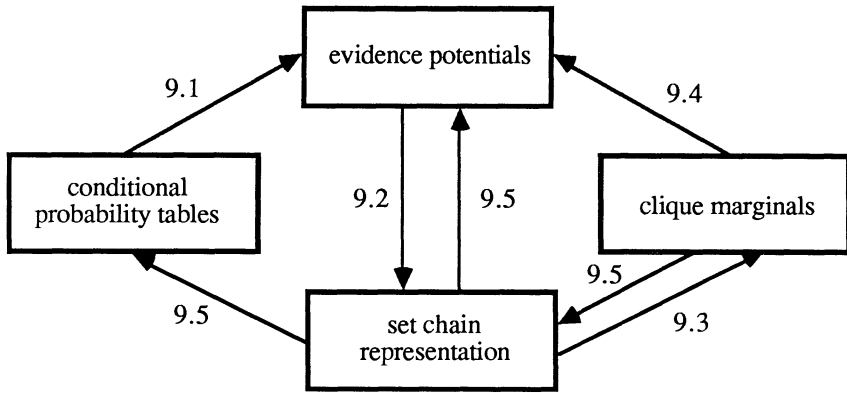 evidence potentials
9.1
9.4
conditional
probability tables
9.2
9.5
clique marginals
9.5
9.5
9.3
set chain
representation